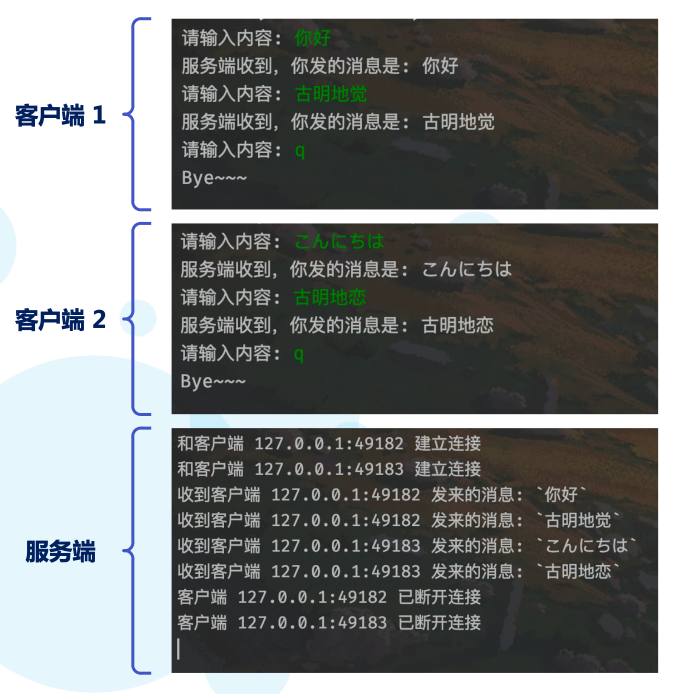 客户端 1
请输入内容: 你好
服务端收到, 你发的消息是: 你好
请输入内容: 古明地觉
服务端收到, 你发的消息是: 古明地觉
请输入内容: q
Bye~~~
客户端 2
请输入内容: こんにちは
服务端收到, 你发的消息是: こんにちは
请输入内容: 古明地恋
服务端收到, 你发的消息是: 古明地恋
请输入内容: q
Bye~~~
服务端
和客户端 127.0.0.1:49182 建立连接
和客户端 127.0.0.1:49183 建立连接
收到客户端 127.0.0.1:49182 发来的消息: `你好`
收到客户端 127.0.0.1:49182 发来的消息: `古明地觉`
收到客户端 127.0.0.1:49183 发来的消息: `こんにちは`
收到客户端 127.0.0.1:49183 发来的消息: `古明地恋`
客户端 127.0.0.1:49182 已断开连接
客户端 127.0.0.1:49183 已断开连接